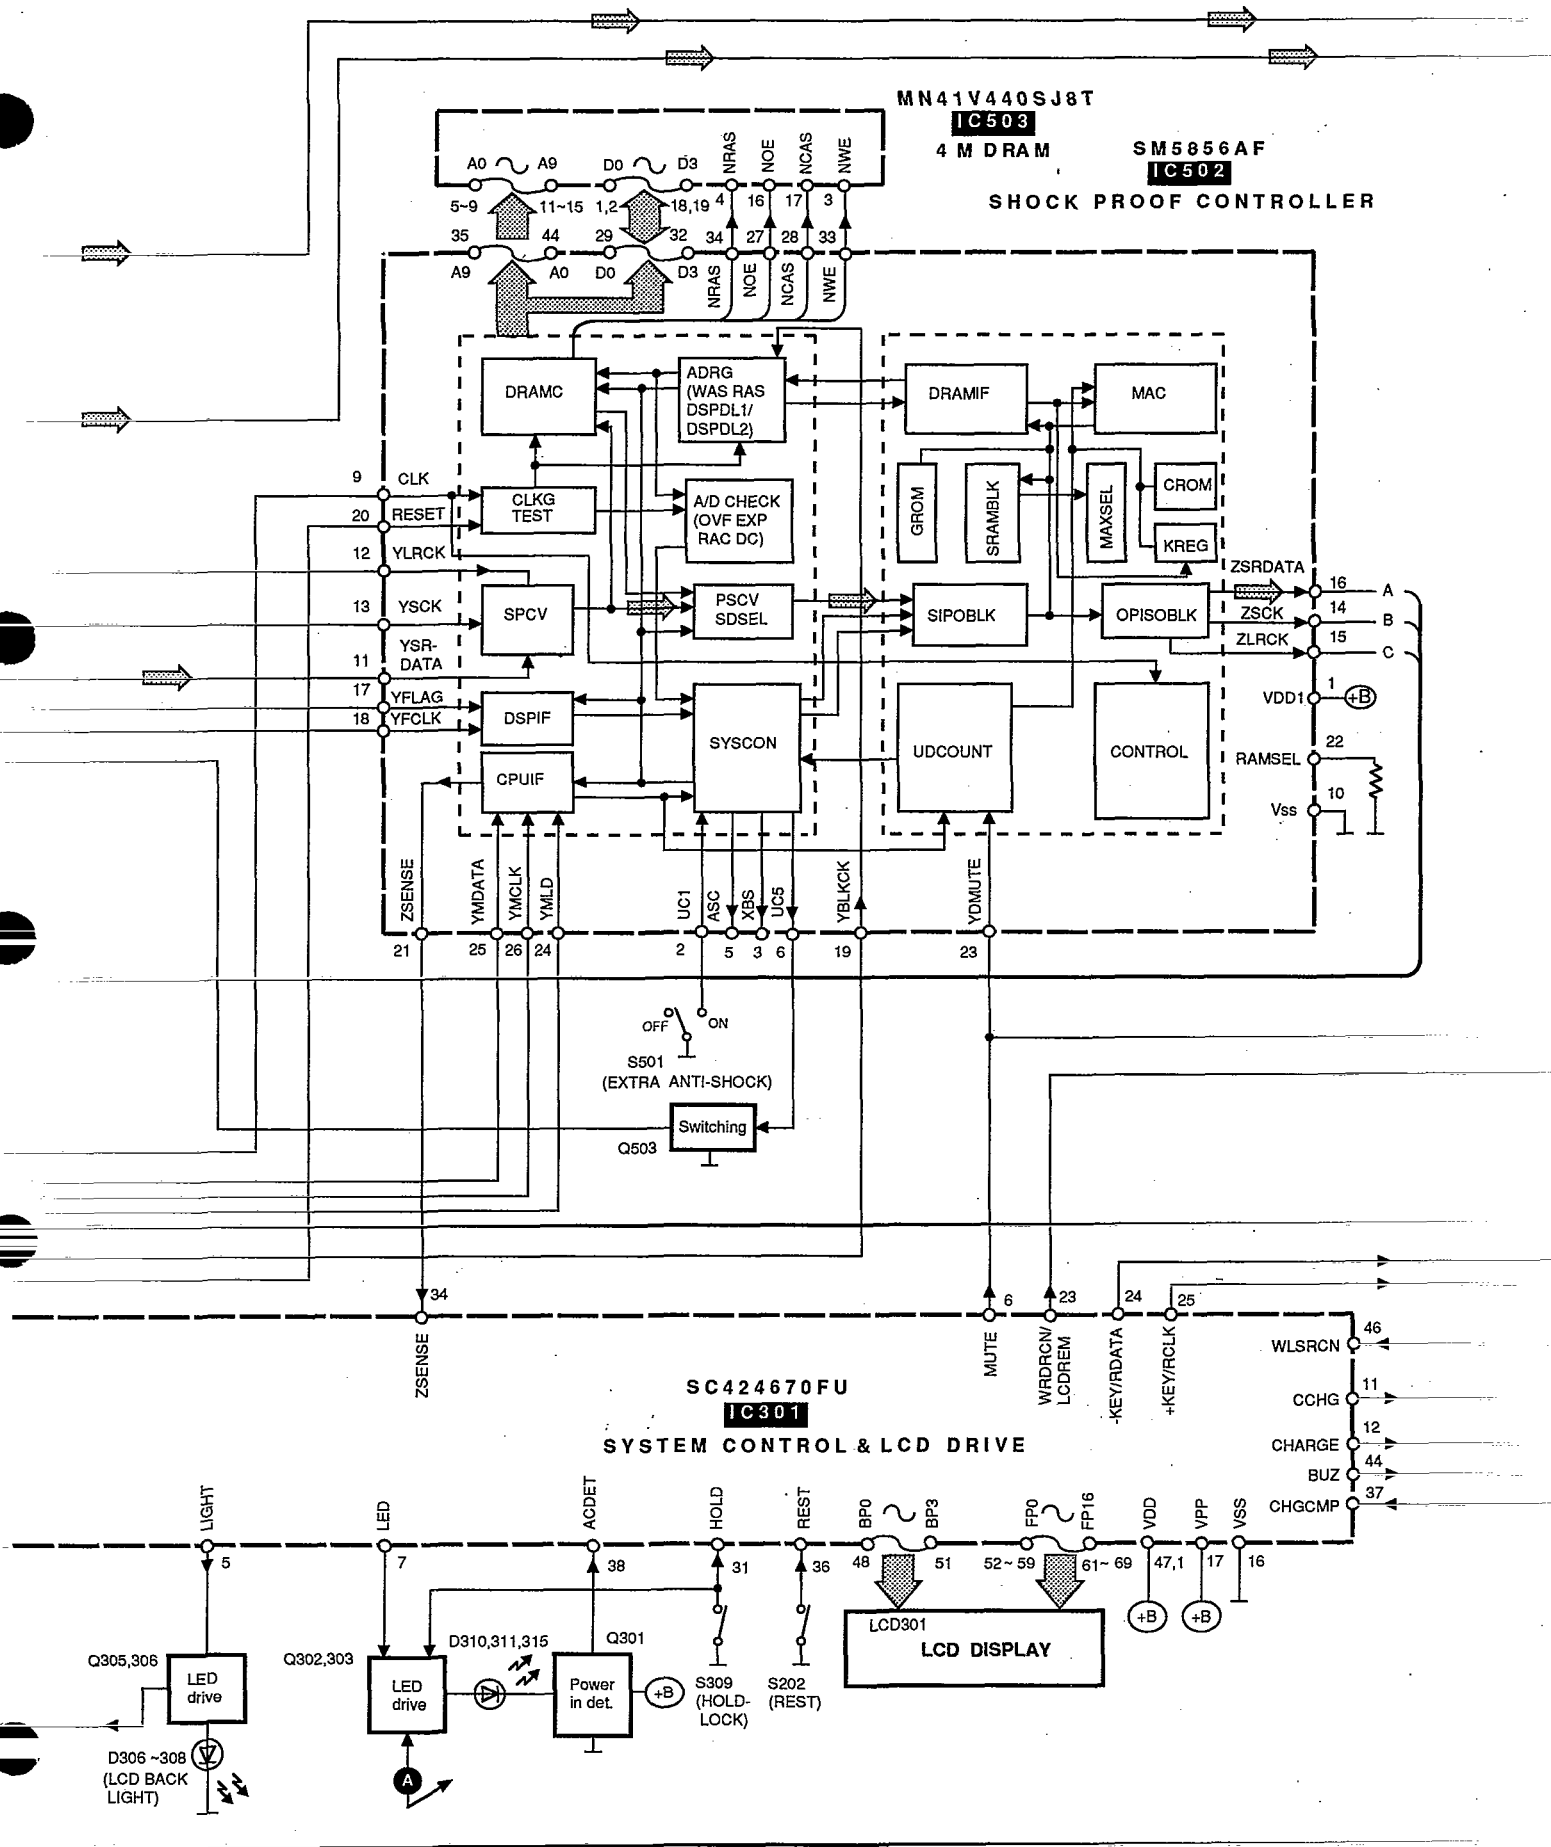 MN41V440SJ8T
IC503
4 M DRAM
SM5856AF
IC502
SHOCK PROOF CONTROLLER
A0 A9 D0 D3 NRAS NOE NCAS NWE
5~9 11~15 1,2 18,19 4 16 17 3
35 44 29 32 34 27 28 33
A9 A0 D0 D3 NRAS NOE NCAS NWE
DRAMC
ADRG
(WAS RAS
DSPDL1/
DSPDL2)
DRAMIF
MAC
9 CLK
20 RESET
12 YLRCK
13 YSCK
YSR-
DATA
11
17 YFLAG
18 YFCLK
CLKG
TEST
A/D CHECK
(OVF EXP
RAC DC)
GROM
SRAMBLK
MAXSEL
CROM
KREG
SPCV
PSCV
SDSEL
SIPOBLK
OPISOBLK
ZSRDATA 16 A
ZSCK 14 B
ZLRCK 15 C
VDD1 1 +B
RAMSEL 22
Vss 10
DSPIF
CPUIF
SYSCON
UDCOUNT
CONTROL
ZSENSE YMDATA YMCLK YMLD UC1 ASC XBS UC5 YBLKCK YDMUTE
21 25 26 24 2 5 3 6 19 23
OFF ON
S501
(EXTRA ANTI-SHOCK)
Switching
Q503
34 6 23 24 25
ZSENSE
MUTE
WRDRCN/
LCDREM
-KEY/RDATA
+KEY/RCLK
WLSRCN 46
CCHG 11
CHARGE 12
BUZ 44
CHGCMP 37
SC424670FU
IC301
SYSTEM CONTROL & LCD DRIVE
LIGHT LED ACDET HOLD REST BP0 BP3 FP0 FP16 VDD VPP VSS
5 7 38 31 36 48 51 52~59 61~69 47,1 17 16
+B +B
LCD301
LCD DISPLAY
Q305,306
LED
drive
D306~308
(LCD BACK
LIGHT)
Q302,303
LED
drive
A
D310,311,315
Q301
Power
in det.
+B
S309
(HOLD-
LOCK)
S202
(REST)